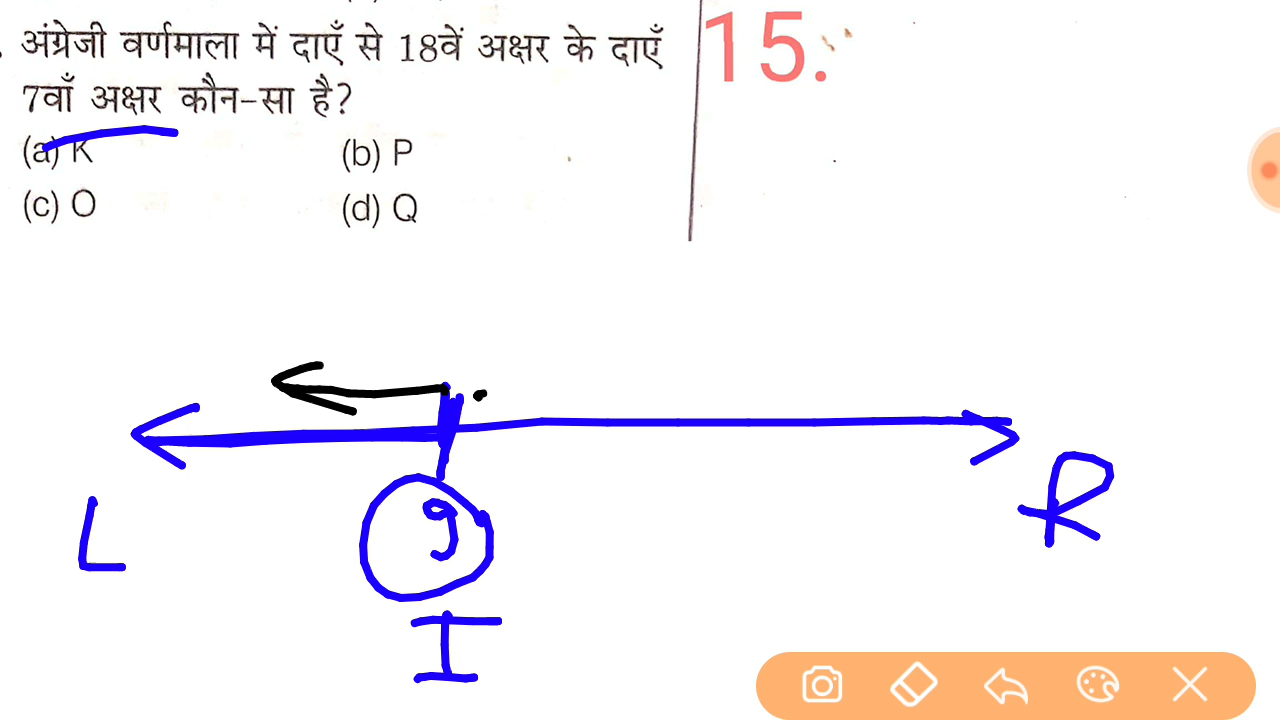 अंग्रेजी वर्णमाला में दाएँ से 18वें अक्षर के दाएँ
7वाँ अक्षर कौन-सा है?
(a) K (b) P
(c) O (d) Q
15.
9
L R
I